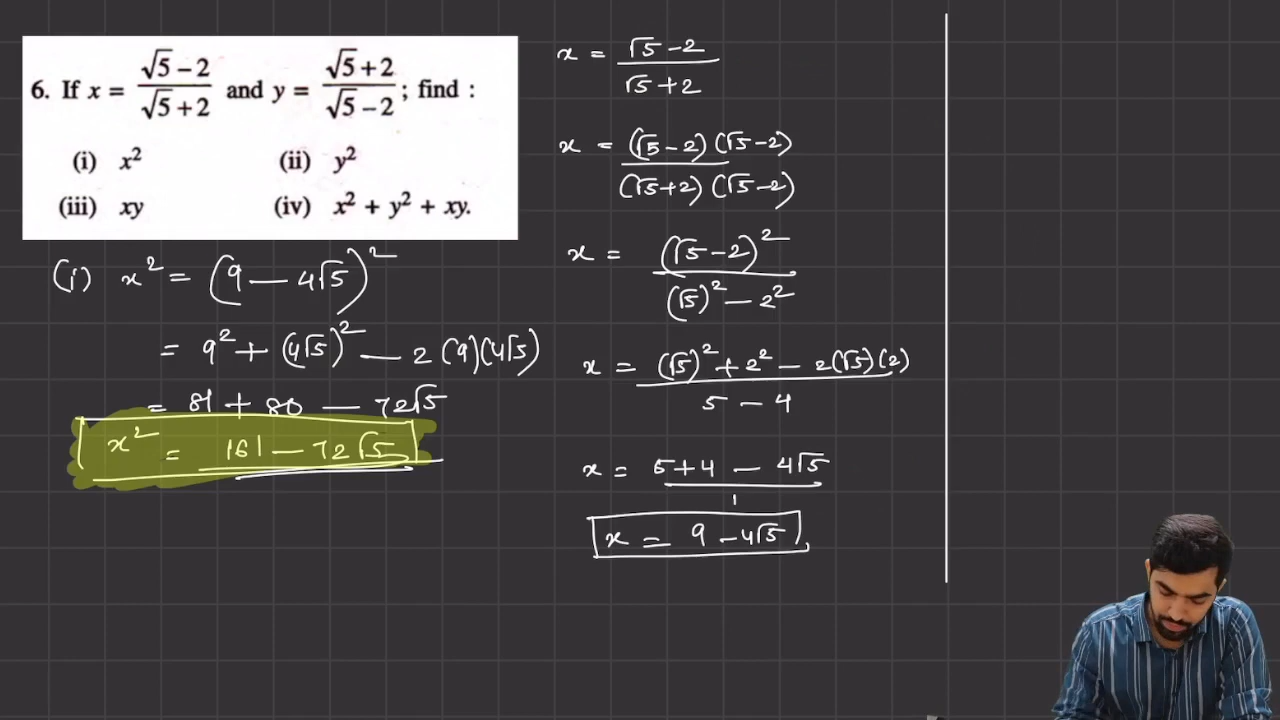 6. If x = (√5 − 2)/(√5 + 2) and y = (√5 + 2)/(√5 − 2); find :
(i) x²
(ii) y²
(iii) xy
(iv) x² + y² + xy.
(i) x² = (9 − 4√5)²
= 9² + (4√5)² − 2 (9)(4√5)
= 81 + 80 − 72√5
x² = 161 − 72√5
x = (√5 − 2)/(√5 + 2)
x = (√5 − 2)(√5 − 2)/(√5 + 2)(√5 − 2)
x = (√5 − 2)²/(√5)² − 2²
x = (√5)² + 2² − 2(√5)(2)/5 − 4
x = 5 + 4 − 4√5/1
x = 9 − 4√5